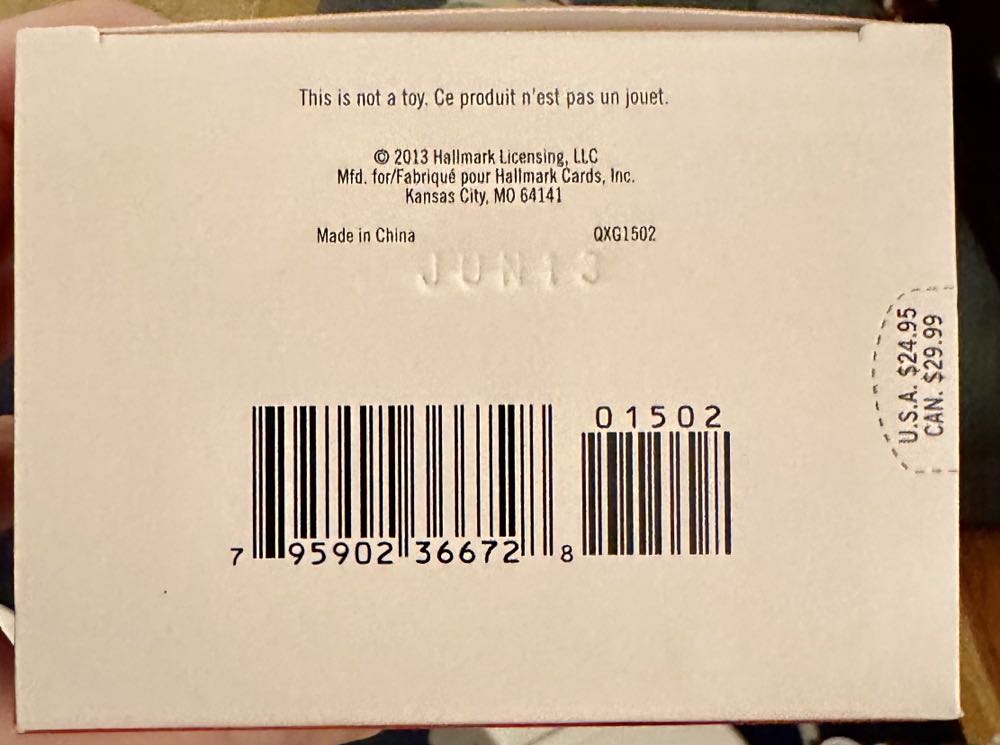 This is not a toy. Ce produit n'est pas un jouet.
© 2013 Hallmark Licensing, LLC
Mfd. for/Fabriqué pour Hallmark Cards, Inc.
Kansas City, MO 64141
Made in China QXG1502
JUN13
U.S.A. $24.95
CAN. $29.99
01502
7 95902 36672 8